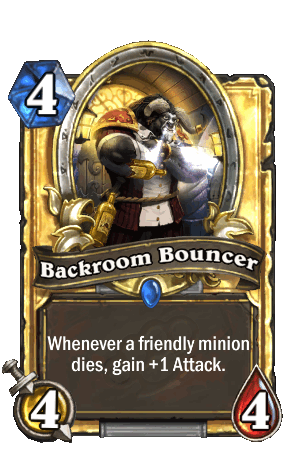 4
Backroom Bouncer
Whenever a friendly minion
dies, gain +1 Attack.
4
4